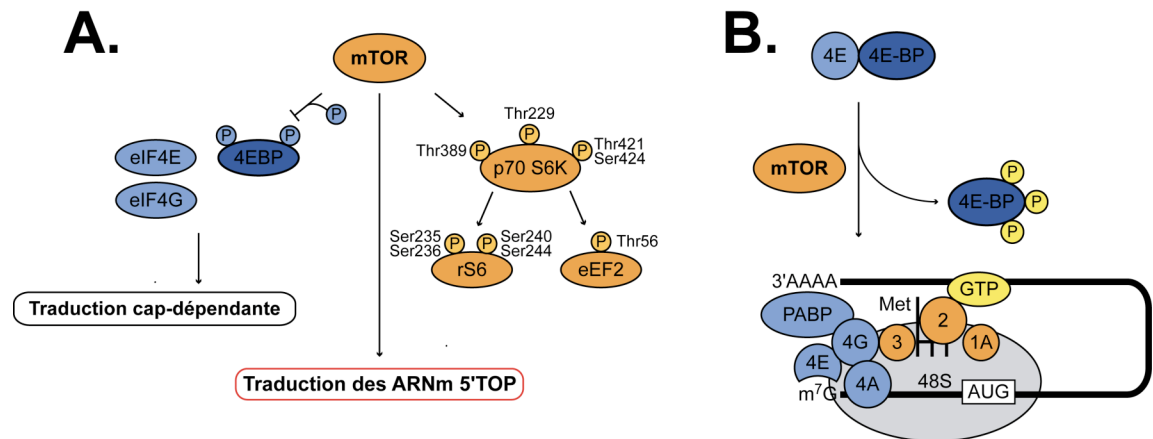 A.
mTOR
P
Thr229
P
P
P
Thr421
Thr389
P
P
Ser424
eIF4E
4EBP
p70 S6K
eIF4G
Ser235
P
P
Ser240
P
Thr56
Ser236
Ser244
rS6
eEF2
Traduction cap-dépendante
Traduction des ARNm 5'TOP
B.
4E
4E-BP
mTOR
P
4E-BP
P
P
3'AAAA
GTP
PABP
Met
2
4G
3
1A
4E
4A
48S
m⁷G
AUG